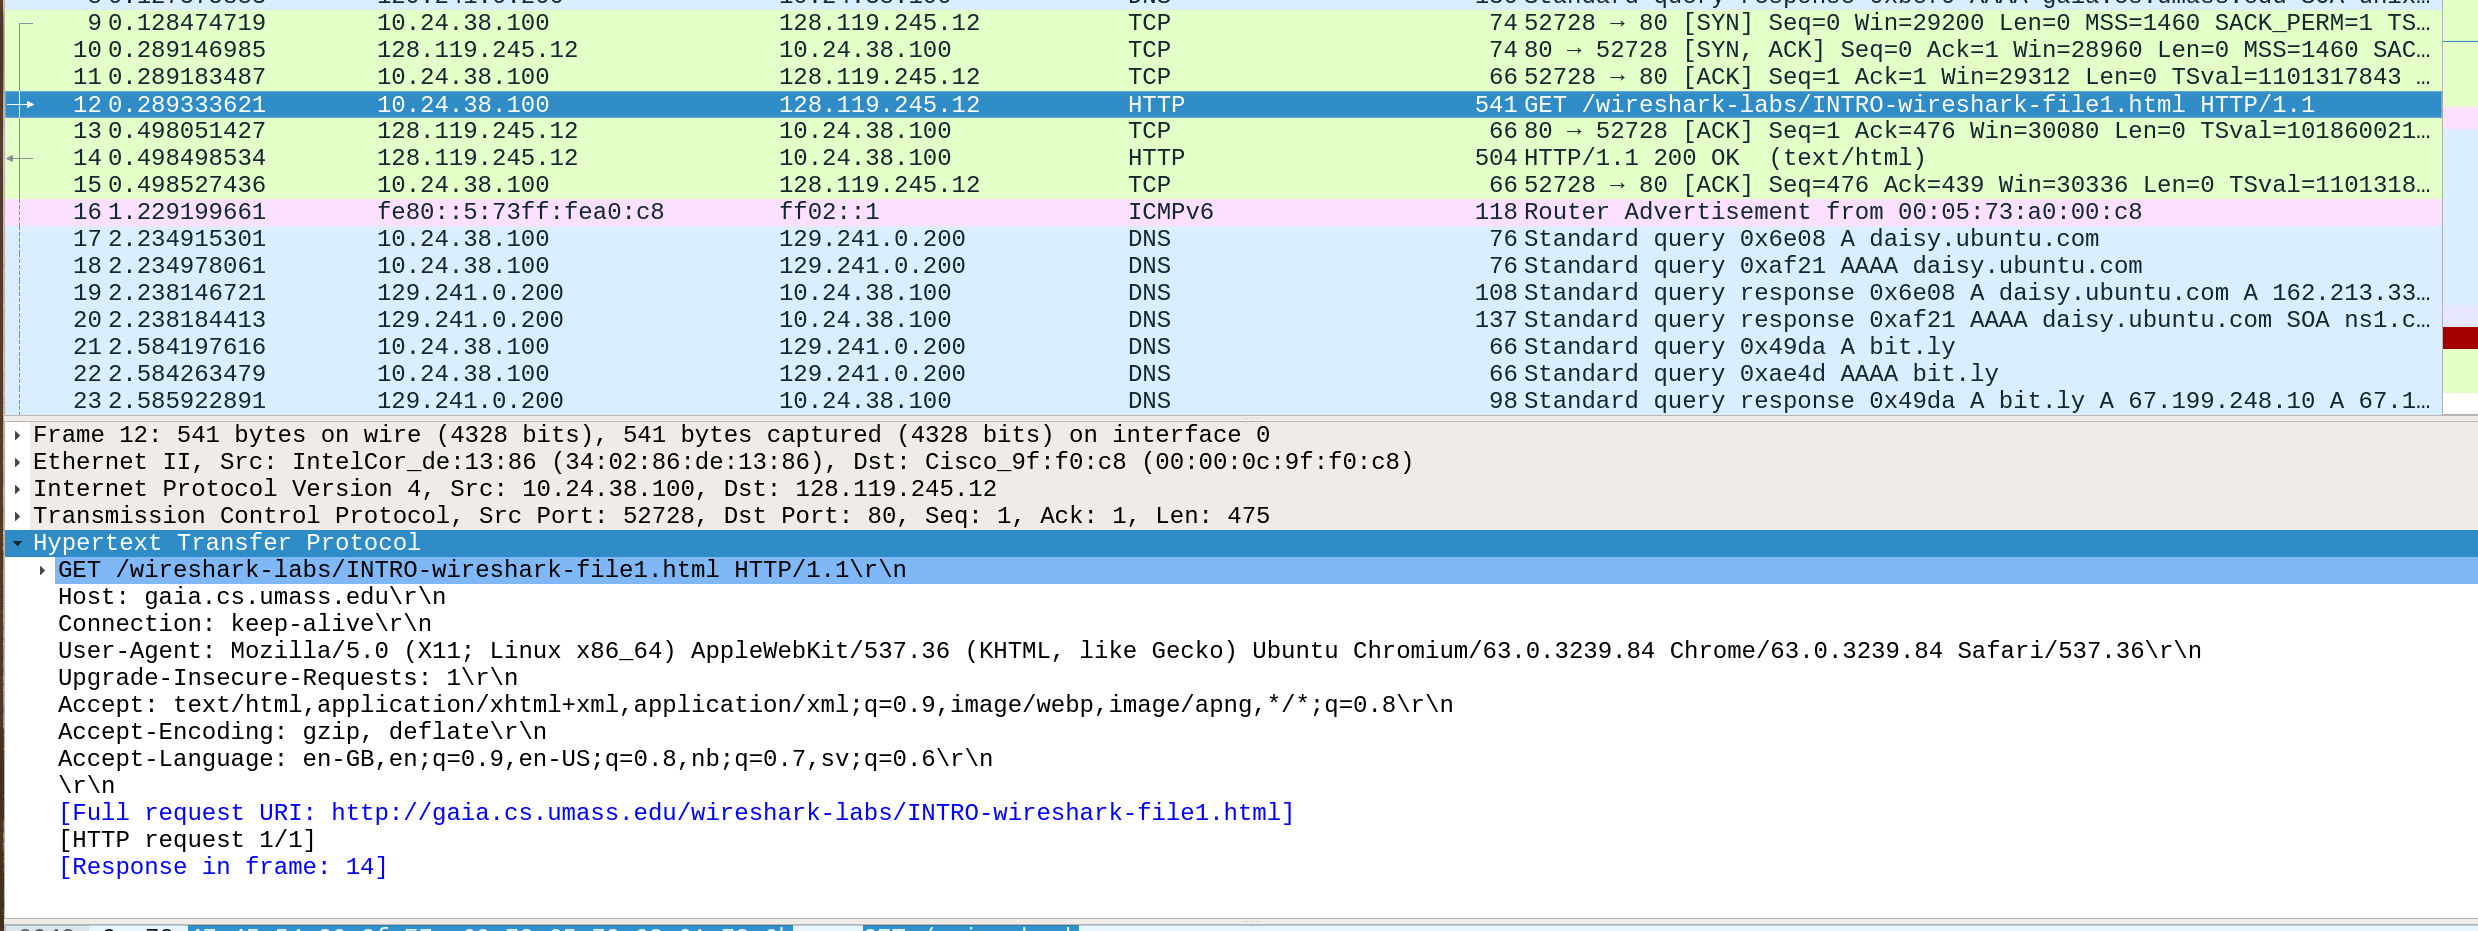 9 0.128474719 10.24.38.100 128.119.245.12 TCP 74 52728 → 80 [SYN] Seq=0 Win=29200 Len=0 MSS=1460 SACK_PERM=1 TS…
10 0.289146985 128.119.245.12 10.24.38.100 TCP 74 80 → 52728 [SYN, ACK] Seq=0 Ack=1 Win=28960 Len=0 MSS=1460 SAC…
11 0.289183487 10.24.38.100 128.119.245.12 TCP 66 52728 → 80 [ACK] Seq=1 Ack=1 Win=29312 Len=0 TSval=1101317843 …
12 0.289333621 10.24.38.100 128.119.245.12 HTTP 541 GET /wireshark-labs/INTRO-wireshark-file1.html HTTP/1.1
13 0.498051427 128.119.245.12 10.24.38.100 TCP 66 80 → 52728 [ACK] Seq=1 Ack=476 Win=30080 Len=0 TSval=101860021…
14 0.498498534 128.119.245.12 10.24.38.100 HTTP 504 HTTP/1.1 200 OK  (text/html)
15 0.498527436 10.24.38.100 128.119.245.12 TCP 66 52728 → 80 [ACK] Seq=476 Ack=439 Win=30336 Len=0 TSval=1101318…
16 1.229199661 fe80::5:73ff:fea0:c8 ff02::1 ICMPv6 118 Router Advertisement from 00:05:73:a0:00:c8
17 2.234915301 10.24.38.100 129.241.0.200 DNS 76 Standard query 0x6e08 A daisy.ubuntu.com
18 2.234978061 10.24.38.100 129.241.0.200 DNS 76 Standard query 0xaf21 AAAA daisy.ubuntu.com
19 2.238146721 129.241.0.200 10.24.38.100 DNS 108 Standard query response 0x6e08 A daisy.ubuntu.com A 162.213.33…
20 2.238184413 129.241.0.200 10.24.38.100 DNS 137 Standard query response 0xaf21 AAAA daisy.ubuntu.com SOA ns1.c…
21 2.584197616 10.24.38.100 129.241.0.200 DNS 66 Standard query 0x49da A bit.ly
22 2.584263479 10.24.38.100 129.241.0.200 DNS 66 Standard query 0xae4d AAAA bit.ly
23 2.585922891 129.241.0.200 10.24.38.100 DNS 98 Standard query response 0x49da A bit.ly A 67.199.248.10 A 67.1…
Frame 12: 541 bytes on wire (4328 bits), 541 bytes captured (4328 bits) on interface 0
Ethernet II, Src: IntelCor_de:13:86 (34:02:86:de:13:86), Dst: Cisco_9f:f0:c8 (00:00:0c:9f:f0:c8)
Internet Protocol Version 4, Src: 10.24.38.100, Dst: 128.119.245.12
Transmission Control Protocol, Src Port: 52728, Dst Port: 80, Seq: 1, Ack: 1, Len: 475
Hypertext Transfer Protocol
GET /wireshark-labs/INTRO-wireshark-file1.html HTTP/1.1\r\n
Host: gaia.cs.umass.edu\r\n
Connection: keep-alive\r\n
User-Agent: Mozilla/5.0 (X11; Linux x86_64) AppleWebKit/537.36 (KHTML, like Gecko) Ubuntu Chromium/63.0.3239.84 Chrome/63.0.3239.84 Safari/537.36\r\n
Upgrade-Insecure-Requests: 1\r\n
Accept: text/html,application/xhtml+xml,application/xml;q=0.9,image/webp,image/apng,*/*;q=0.8\r\n
Accept-Encoding: gzip, deflate\r\n
Accept-Language: en-GB,en;q=0.9,en-US;q=0.8,nb;q=0.7,sv;q=0.6\r\n
\r\n
[Full request URI: http://gaia.cs.umass.edu/wireshark-labs/INTRO-wireshark-file1.html]
[HTTP request 1/1]
[Response in frame: 14]